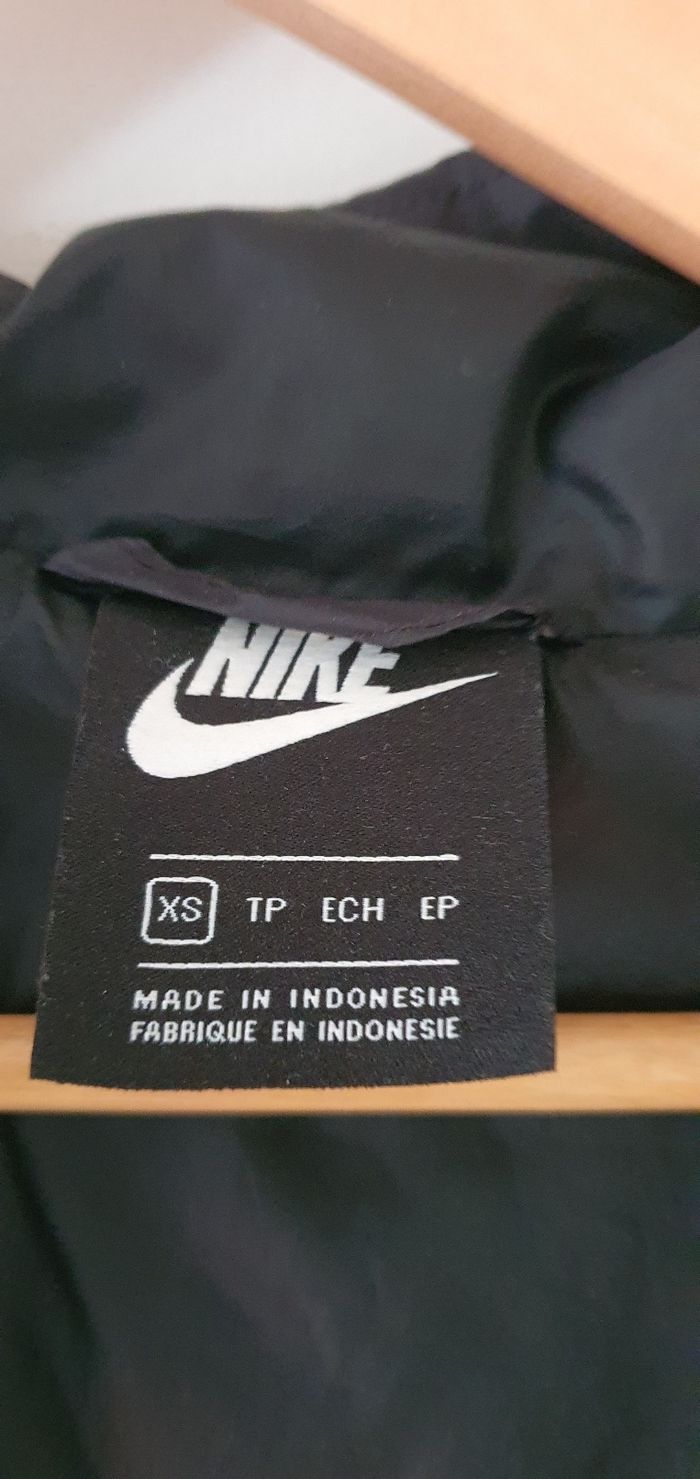 NIKE
XS TP ECH EP
MADE IN INDONESIA
FABRIQUE EN INDONESIE